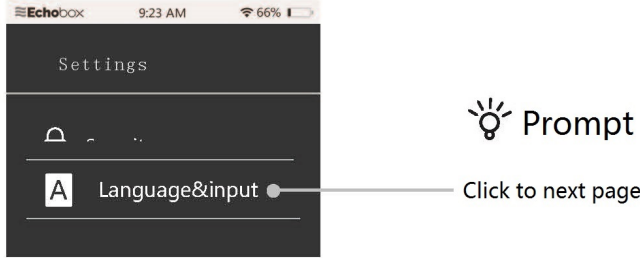 Echobox 9:23 AM 66%
Settings
Prompt
A Language&input
Click to next page